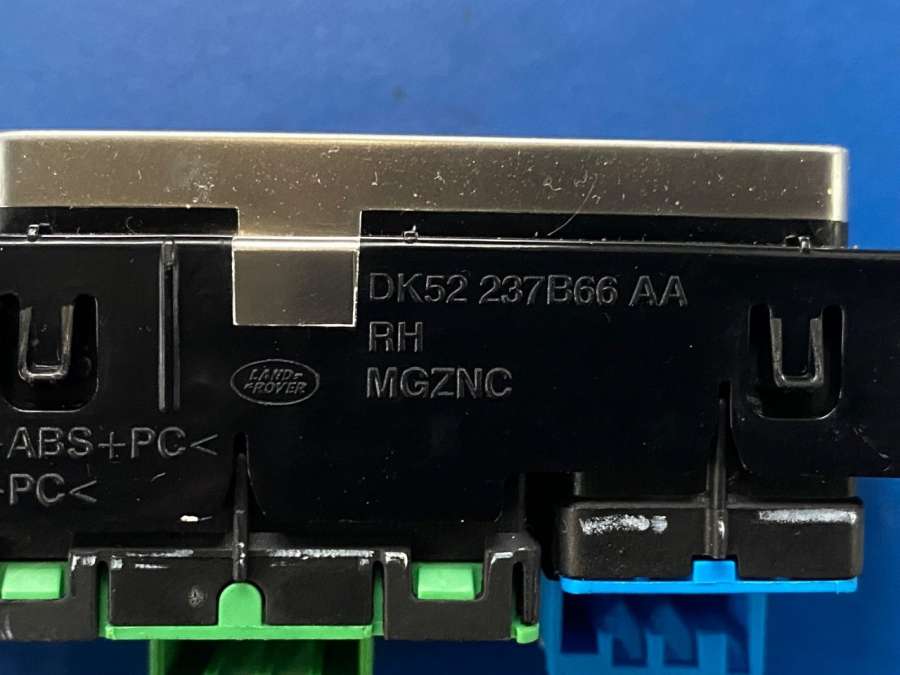 DK52 237B66 AA
RH
LAND-
-ROVER
MGZNC
ABS+PC<
PC<